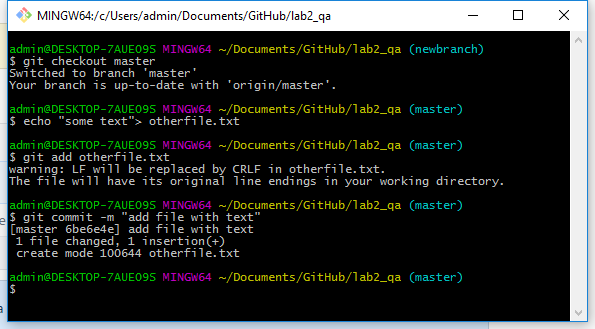 MINGW64:/c/Users/admin/Documents/GitHub/lab2_qa
admin@DESKTOP-7AUEO9S MINGW64 ~/Documents/GitHub/lab2_qa (newbranch)
$ git checkout master
Switched to branch 'master'
Your branch is up-to-date with 'origin/master'.
admin@DESKTOP-7AUEO9S MINGW64 ~/Documents/GitHub/lab2_qa (master)
$ echo "some text"> otherfile.txt
admin@DESKTOP-7AUEO9S MINGW64 ~/Documents/GitHub/lab2_qa (master)
$ git add otherfile.txt
warning: LF will be replaced by CRLF in otherfile.txt.
The file will have its original line endings in your working directory.
admin@DESKTOP-7AUEO9S MINGW64 ~/Documents/GitHub/lab2_qa (master)
$ git commit -m "add file with text"
[master 6be6e4e] add file with text
 1 file changed, 1 insertion(+)
 create mode 100644 otherfile.txt
admin@DESKTOP-7AUEO9S MINGW64 ~/Documents/GitHub/lab2_qa (master)
$